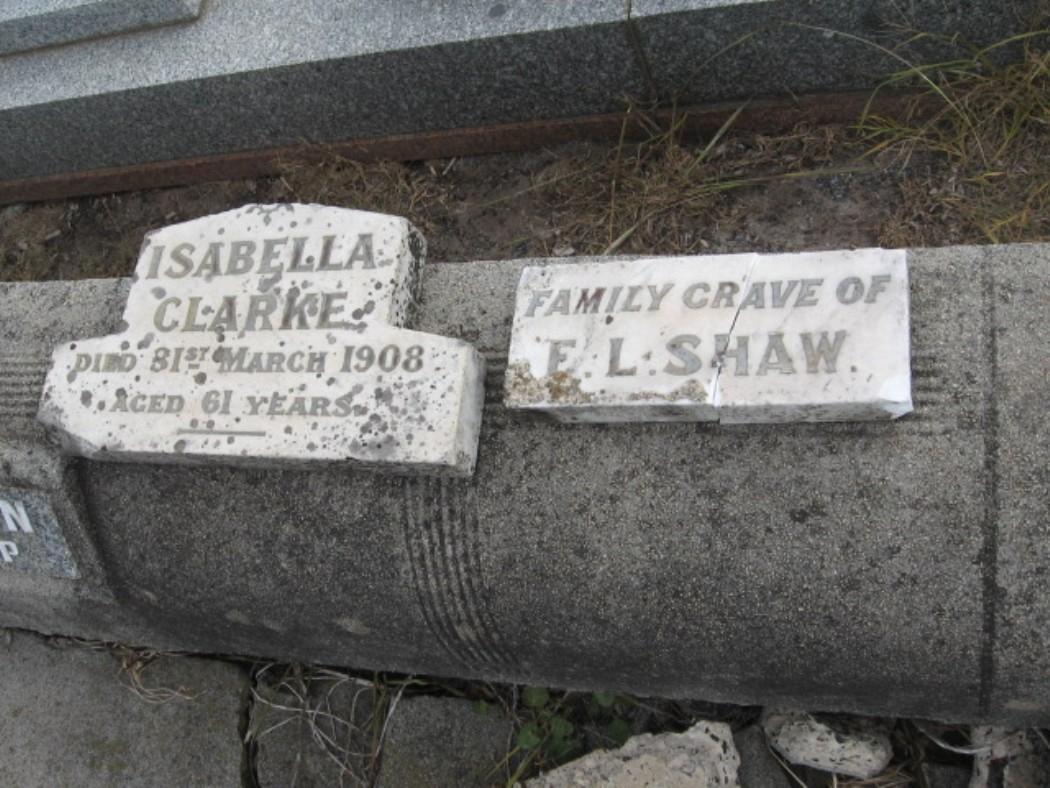 ISABELLA
CLARKE
DIED 31ST MARCH 1908
AGED 61 YEARS
FAMILY GRAVE OF
E. L. SHAW.
N
P